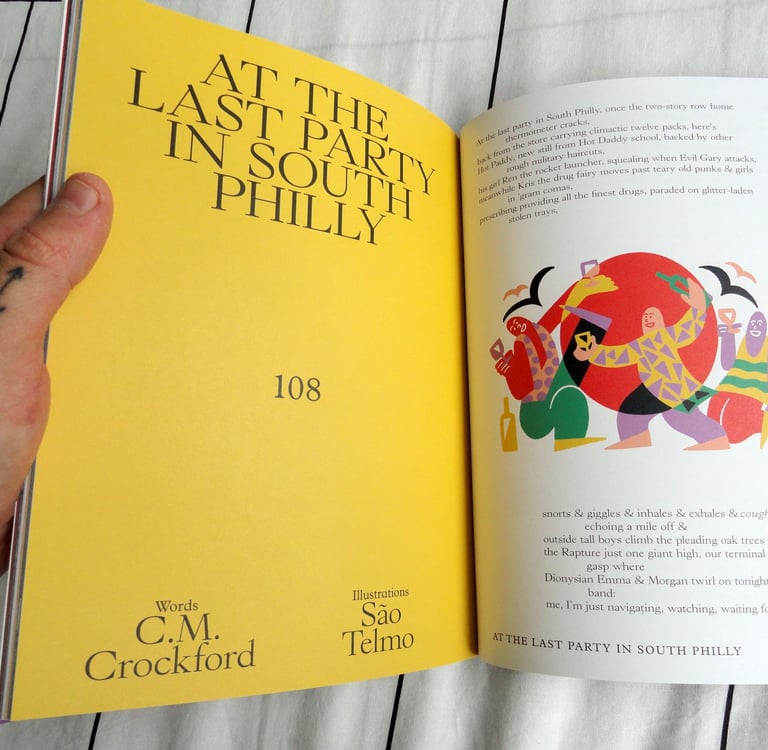 AT THE
LAST PARTY
IN SOUTH
PHILLY
108
Words
C.M.
Crockford
Illustrations
São
Telmo
At the last party in South Philly, once the two-story row home
thermometer cracks,
back from the store carrying climactic twelve packs, here's
Hot Paddy, new still from Hot Daddy school, backed by other
rough military haircuts,
his girl Ren the rocket launcher, squealing when Evil Gary attacks,
meanwhile Kris the drug fairy moves past teary old punks & girls
in 'gram comas,
prescribing providing all the finest drugs, paraded on glitter-laden
stolen trays,
snorts & giggles & inhales & exhales & cough
echoing a mile off &
outside tall boys climb the pleading oak trees
the Rapture just one giant high, our terminal
gasp where
Dionysian Emma & Morgan twirl on tonight
band:
me, I'm just navigating, watching, waiting
AT THE LAST PARTY IN SOUTH PHILLY